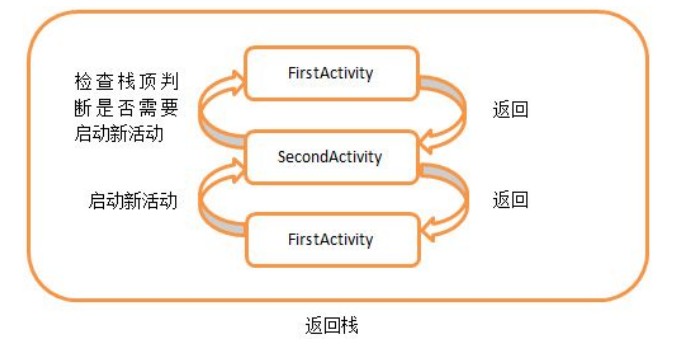 FirstActivity
检查栈顶判
断是否需要
启动新活动
返回
SecondActivity
启动新活动
返回
FirstActivity
返回栈